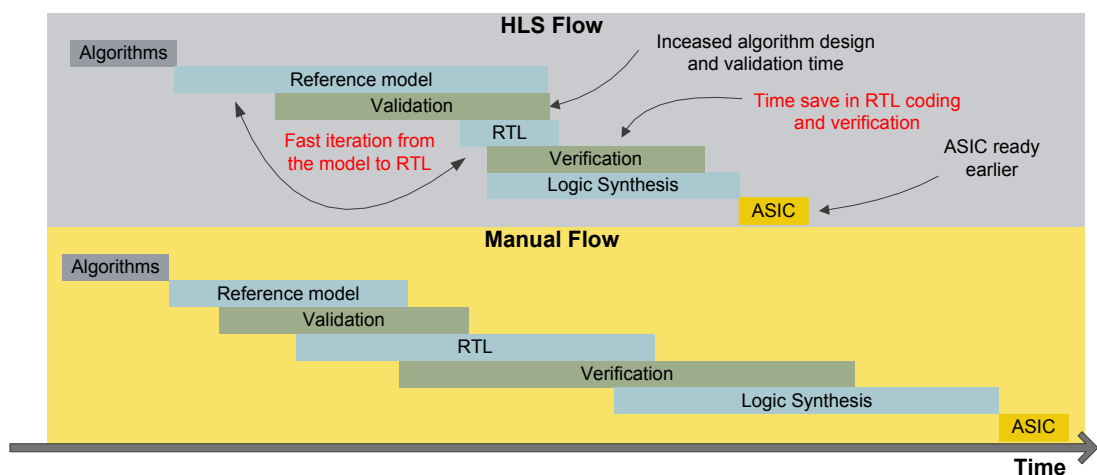 HLS Flow
Algorithms
Inceased algorithm design
and validation time
Reference model
Validation
Time save in RTL coding
and verification
RTL
Fast iteration from
the model to RTL
ASIC ready
earlier
Verification
Logic Synthesis
ASIC
Manual Flow
Algorithms
Reference model
Validation
RTL
Verification
Logic Synthesis
ASIC
Time